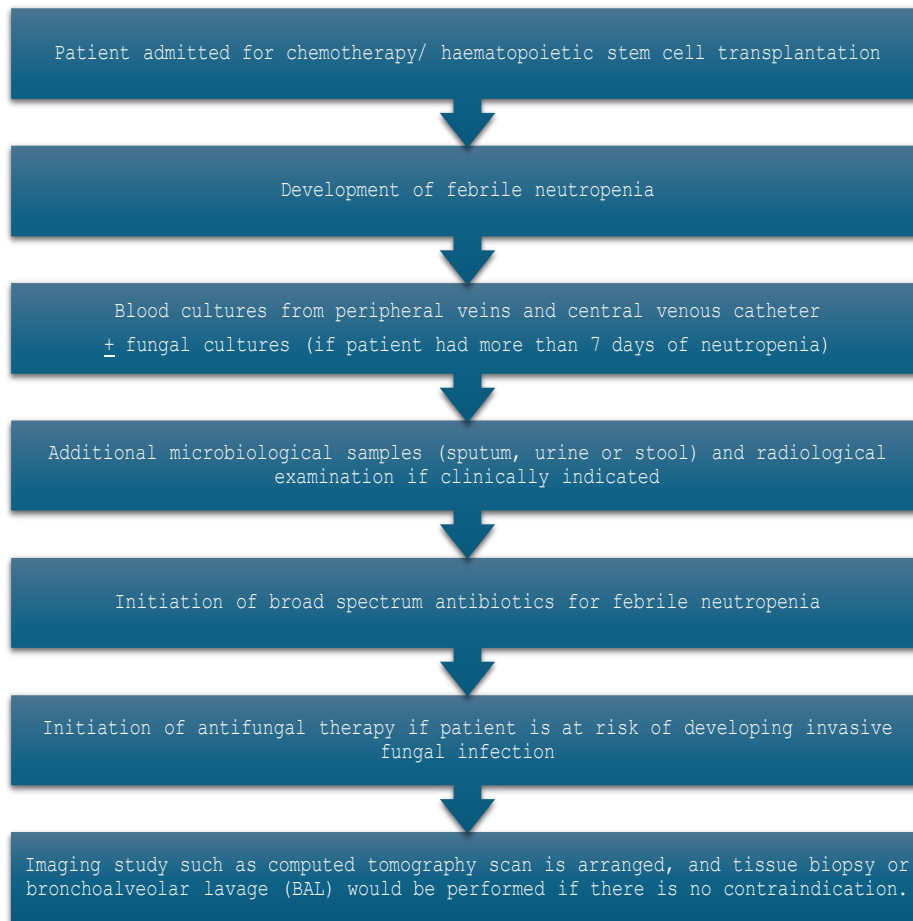 Patient admitted for chemotherapy/ haematopoietic stem cell transplantation
Development of febrile neutropenia
Blood cultures from peripheral veins and central venous catheter
± fungal cultures (if patient had more than 7 days of neutropenia)
Additional microbiological samples (sputum, urine or stool) and radiological
examination if clinically indicated
Initiation of broad spectrum antibiotics for febrile neutropenia
Initiation of antifungal therapy if patient is at risk of developing invasive
fungal infection
Imaging study such as computed tomography scan is arranged, and tissue biopsy or
bronchoalveolar lavage (BAL) would be performed if there is no contraindication.